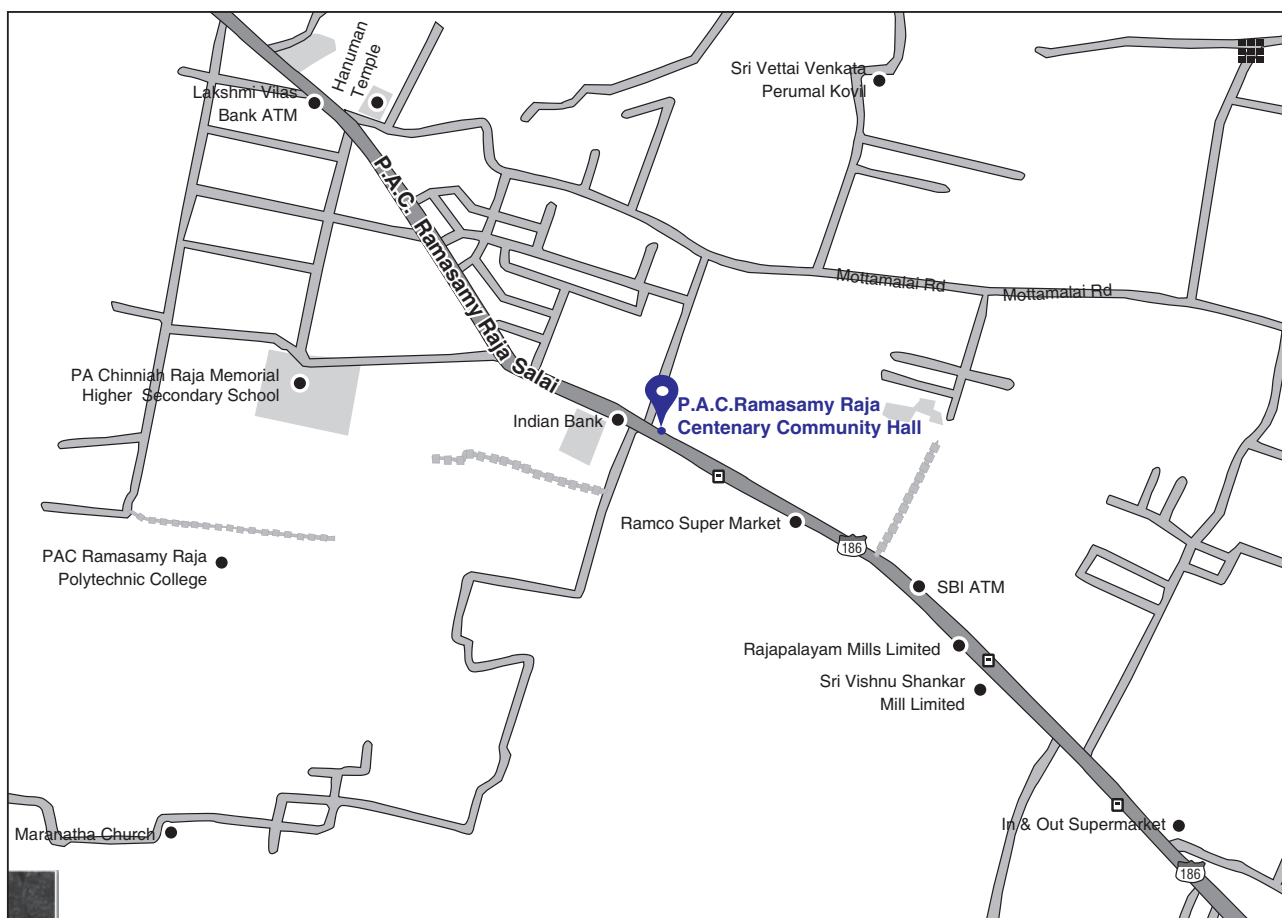 Hanuman
Temple
Lakshmi Vilas
Bank ATM
Sri Vettai Venkata
Perumal Kovil
P.A.C. Ramasamy Raja Salai
Mottamalai Rd
Mottamalai Rd
PA Chinniah Raja Memorial
Higher Secondary School
Indian Bank
P.A.C.Ramasamy Raja
Centenary Community Hall
Ramco Super Market
186
PAC Ramasamy Raja
Polytechnic College
SBI ATM
Rajapalayam Mills Limited
Sri Vishnu Shankar
Mill Limited
Maranatha Church
In & Out Supermarket
186